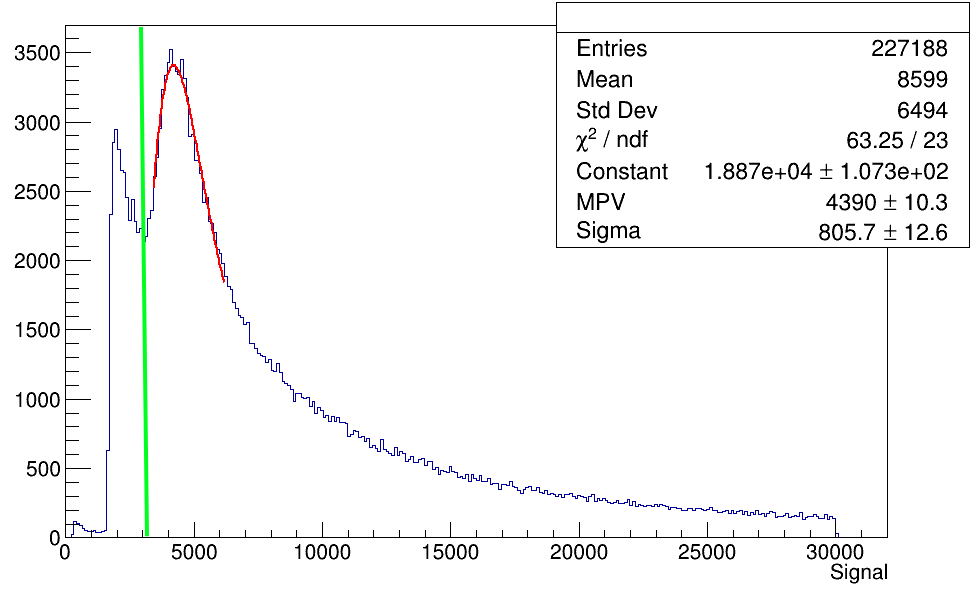 Entries 227188
Mean 8599
Std Dev 6494
χ² / ndf 63.25 / 23
Constant 1.887e+04 ± 1.073e+02
MPV 4390 ± 10.3
Sigma 805.7 ± 12.6
3500
3000
2500
2000
1500
1000
500
0
0 5000 10000 15000 20000 25000 30000
Signal